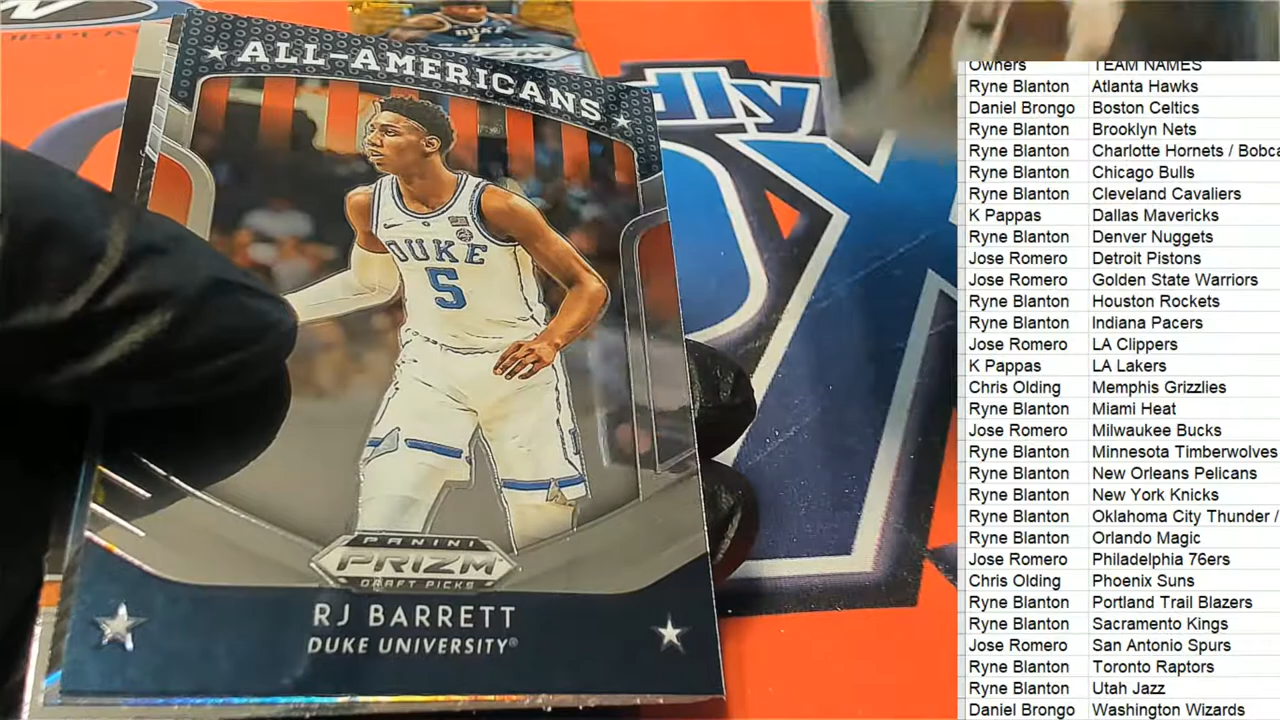 DUKE
PRIZM
★ ALL-AMERICANS ★
dly
DUKE
5
PANINI
PRIZM
DRAFT PICKS
RJ BARRETT
DUKE UNIVERSITY®
Owners TEAM NAMES
Ryne Blanton Atlanta Hawks
Daniel Brongo Boston Celtics
Ryne Blanton Brooklyn Nets
Ryne Blanton Charlotte Hornets / Bobca
Ryne Blanton Chicago Bulls
Ryne Blanton Cleveland Cavaliers
K Pappas Dallas Mavericks
Ryne Blanton Denver Nuggets
Jose Romero Detroit Pistons
Jose Romero Golden State Warriors
Ryne Blanton Houston Rockets
Ryne Blanton Indiana Pacers
Jose Romero LA Clippers
K Pappas LA Lakers
Chris Olding Memphis Grizzlies
Ryne Blanton Miami Heat
Jose Romero Milwaukee Bucks
Ryne Blanton Minnesota Timberwolves
Ryne Blanton New Orleans Pelicans
Ryne Blanton New York Knicks
Ryne Blanton Oklahoma City Thunder /
Ryne Blanton Orlando Magic
Jose Romero Philadelphia 76ers
Chris Olding Phoenix Suns
Ryne Blanton Portland Trail Blazers
Ryne Blanton Sacramento Kings
Jose Romero San Antonio Spurs
Ryne Blanton Toronto Raptors
Ryne Blanton Utah Jazz
Daniel Brongo Washington Wizards